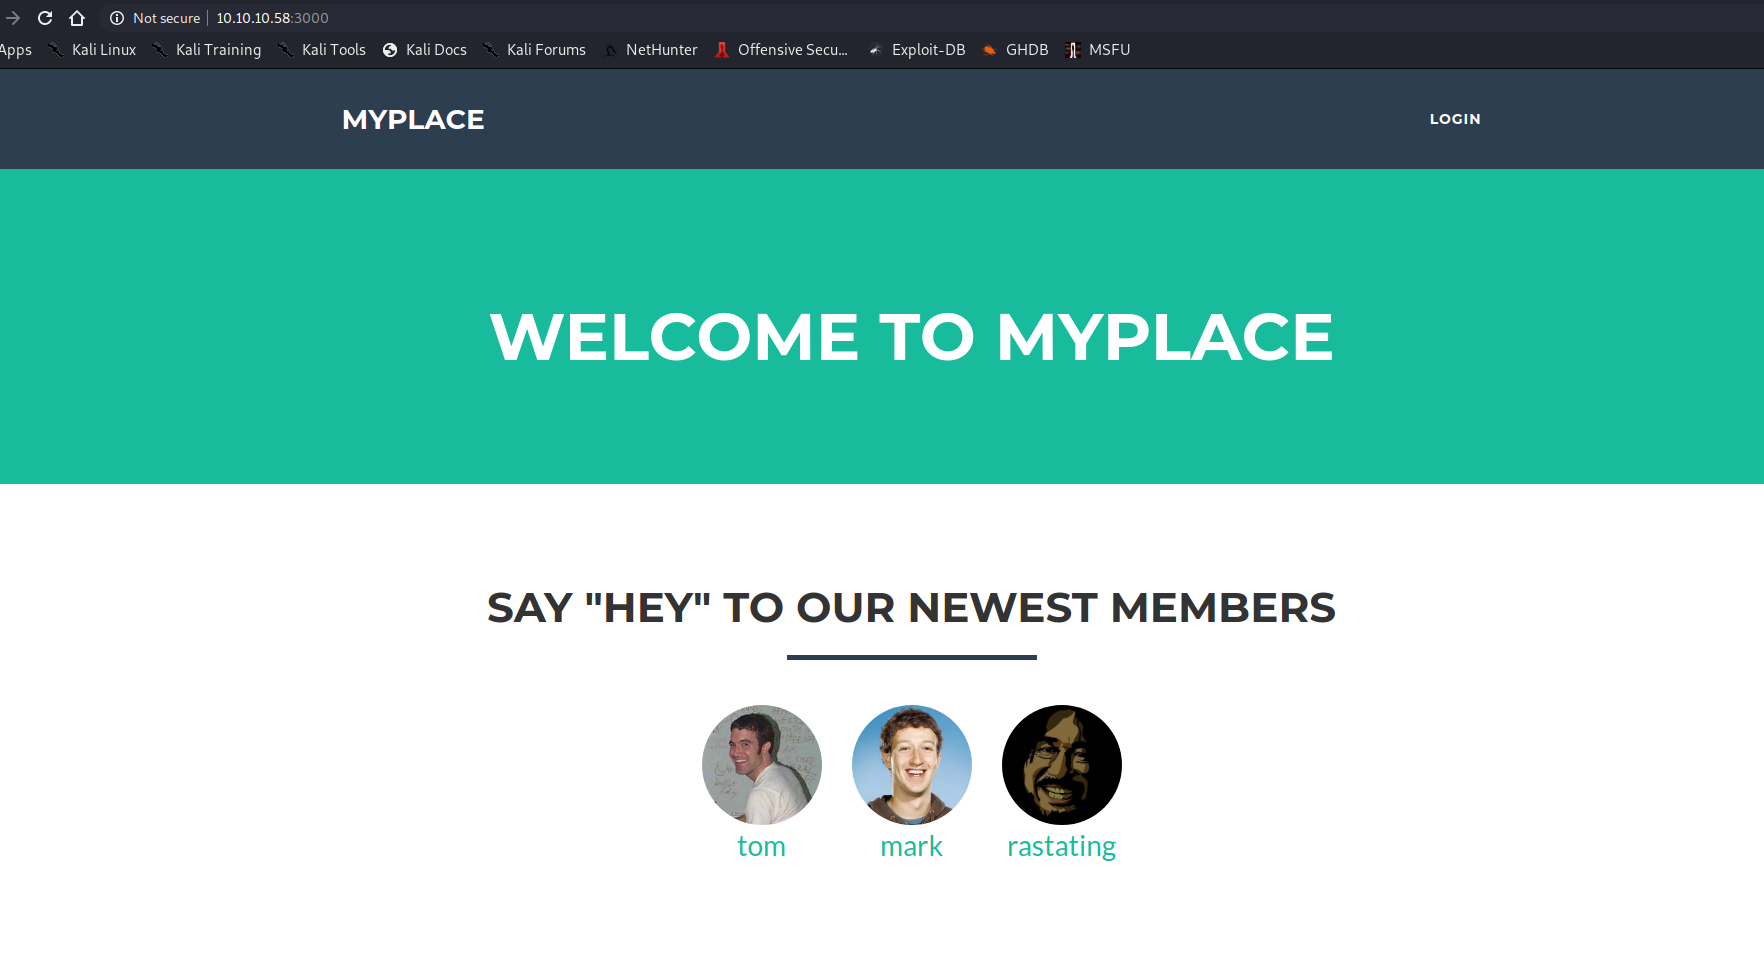 Not secure 10.10.10.58:3000
Apps Kali Linux Kali Training Kali Tools Kali Docs Kali Forums NetHunter Offensive Secu... Exploit-DB GHDB MSFU
MYPLACE LOGIN
WELCOME TO MYPLACE
SAY "HEY" TO OUR NEWEST MEMBERS
tom mark rastating